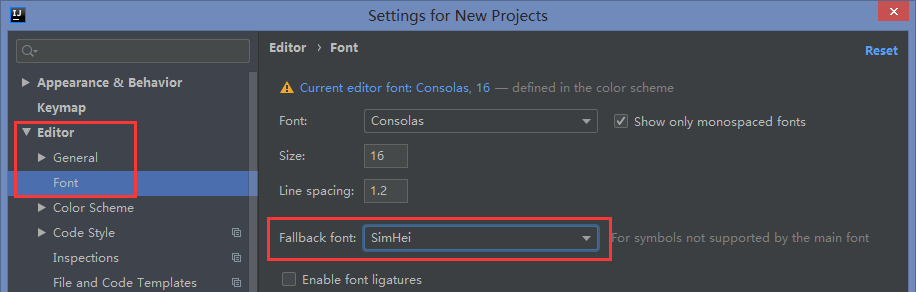 IJ
Settings for New Projects
Appearance & Behavior
Keymap
Editor
General
Font
Color Scheme
Code Style
Inspections
File and Code Templates
Editor › Font
Reset
Current editor font: Consolas, 16 — defined in the color scheme
Font: Consolas Show only monospaced fonts
Size: 16
Line spacing: 1.2
Fallback font: SimHei For symbols not supported by the main font
Enable font ligatures